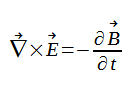 ∇⃗ × E⃗ = − ∂B⃗ / ∂t